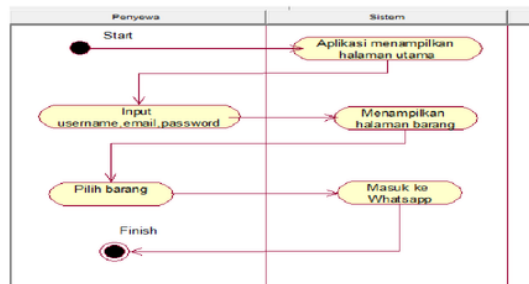 Penyewa
Sistem
Start
Aplikasi menampilkan
halaman utama
Input
username,email,password
Menampilkan
halaman barang
Pilih barang
Masuk ke
Whatsapp
Finish